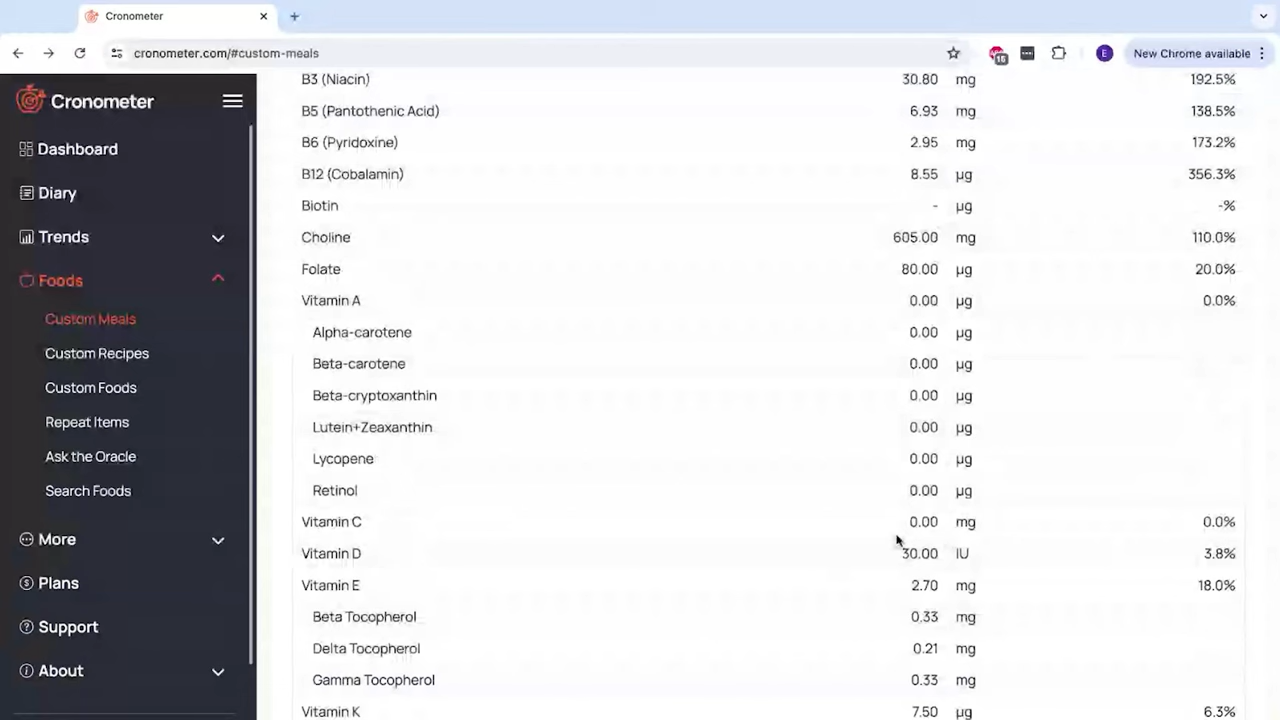 Cronometer
cronometer.com/#custom-meals
15
E
New Chrome available
Cronometer
Dashboard
Diary
Trends
Foods
Custom Meals
Custom Recipes
Custom Foods
Repeat Items
Ask the Oracle
Search Foods
More
Plans
Support
About
B3 (Niacin) 30.80 mg 192.5%
B5 (Pantothenic Acid) 6.93 mg 138.5%
B6 (Pyridoxine) 2.95 mg 173.2%
B12 (Cobalamin) 8.55 µg 356.3%
Biotin - µg -%
Choline 605.00 mg 110.0%
Folate 80.00 µg 20.0%
Vitamin A 0.00 µg 0.0%
Alpha-carotene 0.00 µg
Beta-carotene 0.00 µg
Beta-cryptoxanthin 0.00 µg
Lutein+Zeaxanthin 0.00 µg
Lycopene 0.00 µg
Retinol 0.00 µg
Vitamin C 0.00 mg 0.0%
Vitamin D 30.00 IU 3.8%
Vitamin E 2.70 mg 18.0%
Beta Tocopherol 0.33 mg
Delta Tocopherol 0.21 mg
Gamma Tocopherol 0.33 mg
Vitamin K 7.50 µg 6.3%